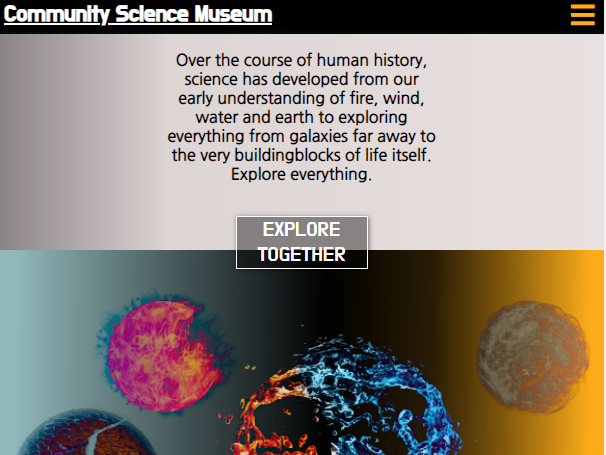 Community Science Museum
Over the course of human history,
science has developed from our
early understanding of fire, wind,
water and earth to exploring
everything from galaxies far away to
the very buildingblocks of life itself.
Explore everything.
EXPLORE
TOGETHER